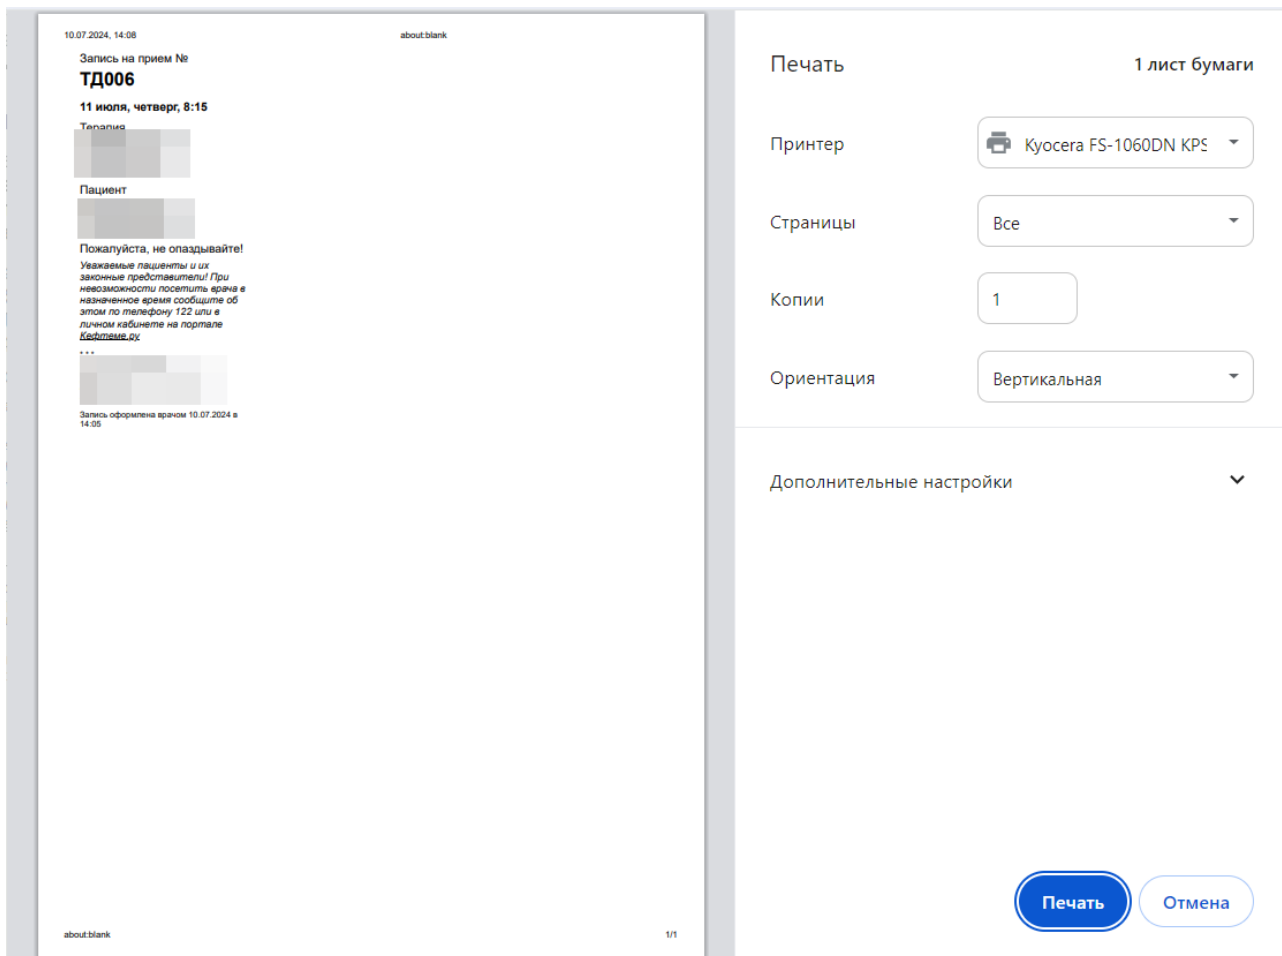 10.07.2024, 14:08
about:blank
Запись на прием №
ТД006
11 июля, четверг, 8:15
Терапия
Пациент
Пожалуйста, не опаздывайте!
Уважаемые пациенты и их
законные представители! При
невозможности посетить врача в
назначенное время сообщите об
этом по телефону 122 или в
личном кабинете на портале
Кефтеме.ру
* * *
Запись оформлена врачом 10.07.2024 в
14:05
about:blank
1/1
Печать
1 лист бумаги
Принтер
Kyocera FS-1060DN KPS
Страницы
Все
Копии
1
Ориентация
Вертикальная
Дополнительные настройки
Печать
Отмена